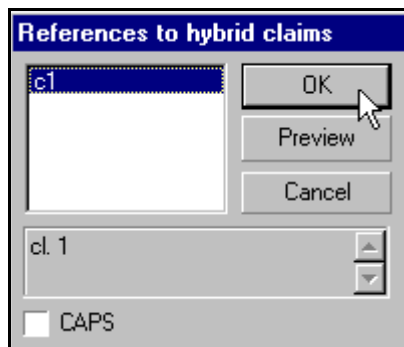 References to hybrid claims
c1
OK
Preview
Cancel
cl. 1
CAPS